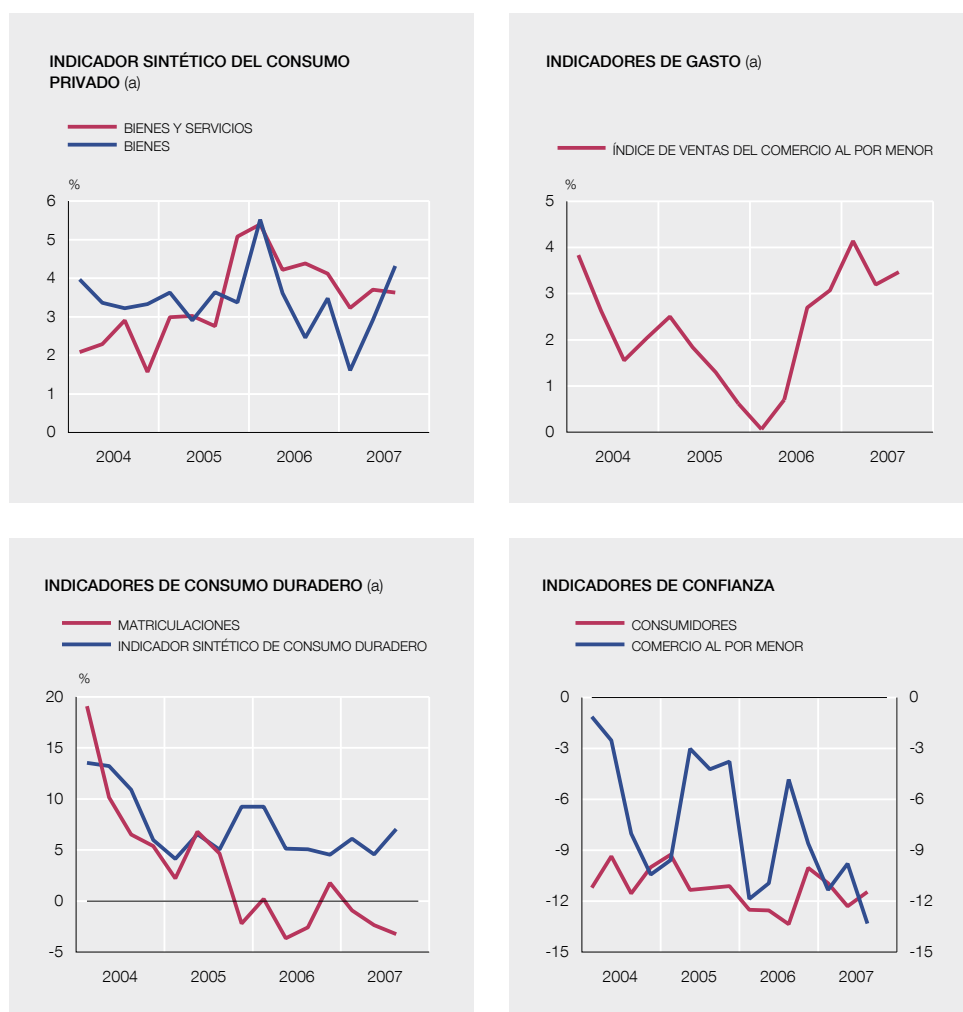 INDICADOR SINTÉTICO DEL CONSUMO
PRIVADO (a)
BIENES Y SERVICIOS
BIENES
%
6
5
4
3
2
1
0
2004 2005 2006 2007
INDICADORES DE GASTO (a)
ÍNDICE DE VENTAS DEL COMERCIO AL POR MENOR
%
5
4
3
2
1
0
2004 2005 2006 2007
INDICADORES DE CONSUMO DURADERO (a)
MATRICULACIONES
INDICADOR SINTÉTICO DE CONSUMO DURADERO
%
20
15
10
5
0
-5
2004 2005 2006 2007
INDICADORES DE CONFIANZA
CONSUMIDORES
COMERCIO AL POR MENOR
0 0
-3 -3
-6 -6
-9 -9
-12 -12
-15 -15
2004 2005 2006 2007